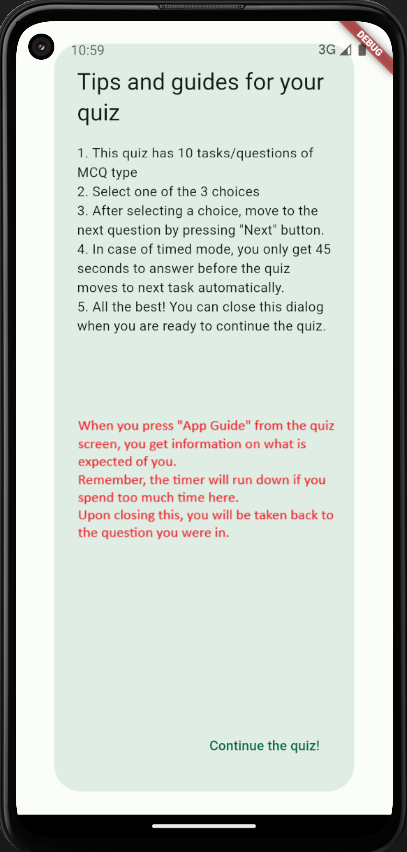 10:59
3G
DEBUG
Tips and guides for your
quiz
1. This quiz has 10 tasks/questions of
MCQ type
2. Select one of the 3 choices
3. After selecting a choice, move to the
next question by pressing "Next" button.
4. In case of timed mode, you only get 45
seconds to answer before the quiz
moves to next task automatically.
5. All the best! You can close this dialog
when you are ready to continue the quiz.
When you press "App Guide" from the quiz
screen, you get information on what is
expected of you.
Remember, the timer will run down if you
spend too much time here.
Upon closing this, you will be taken back to
the question you were in.
Continue the quiz!